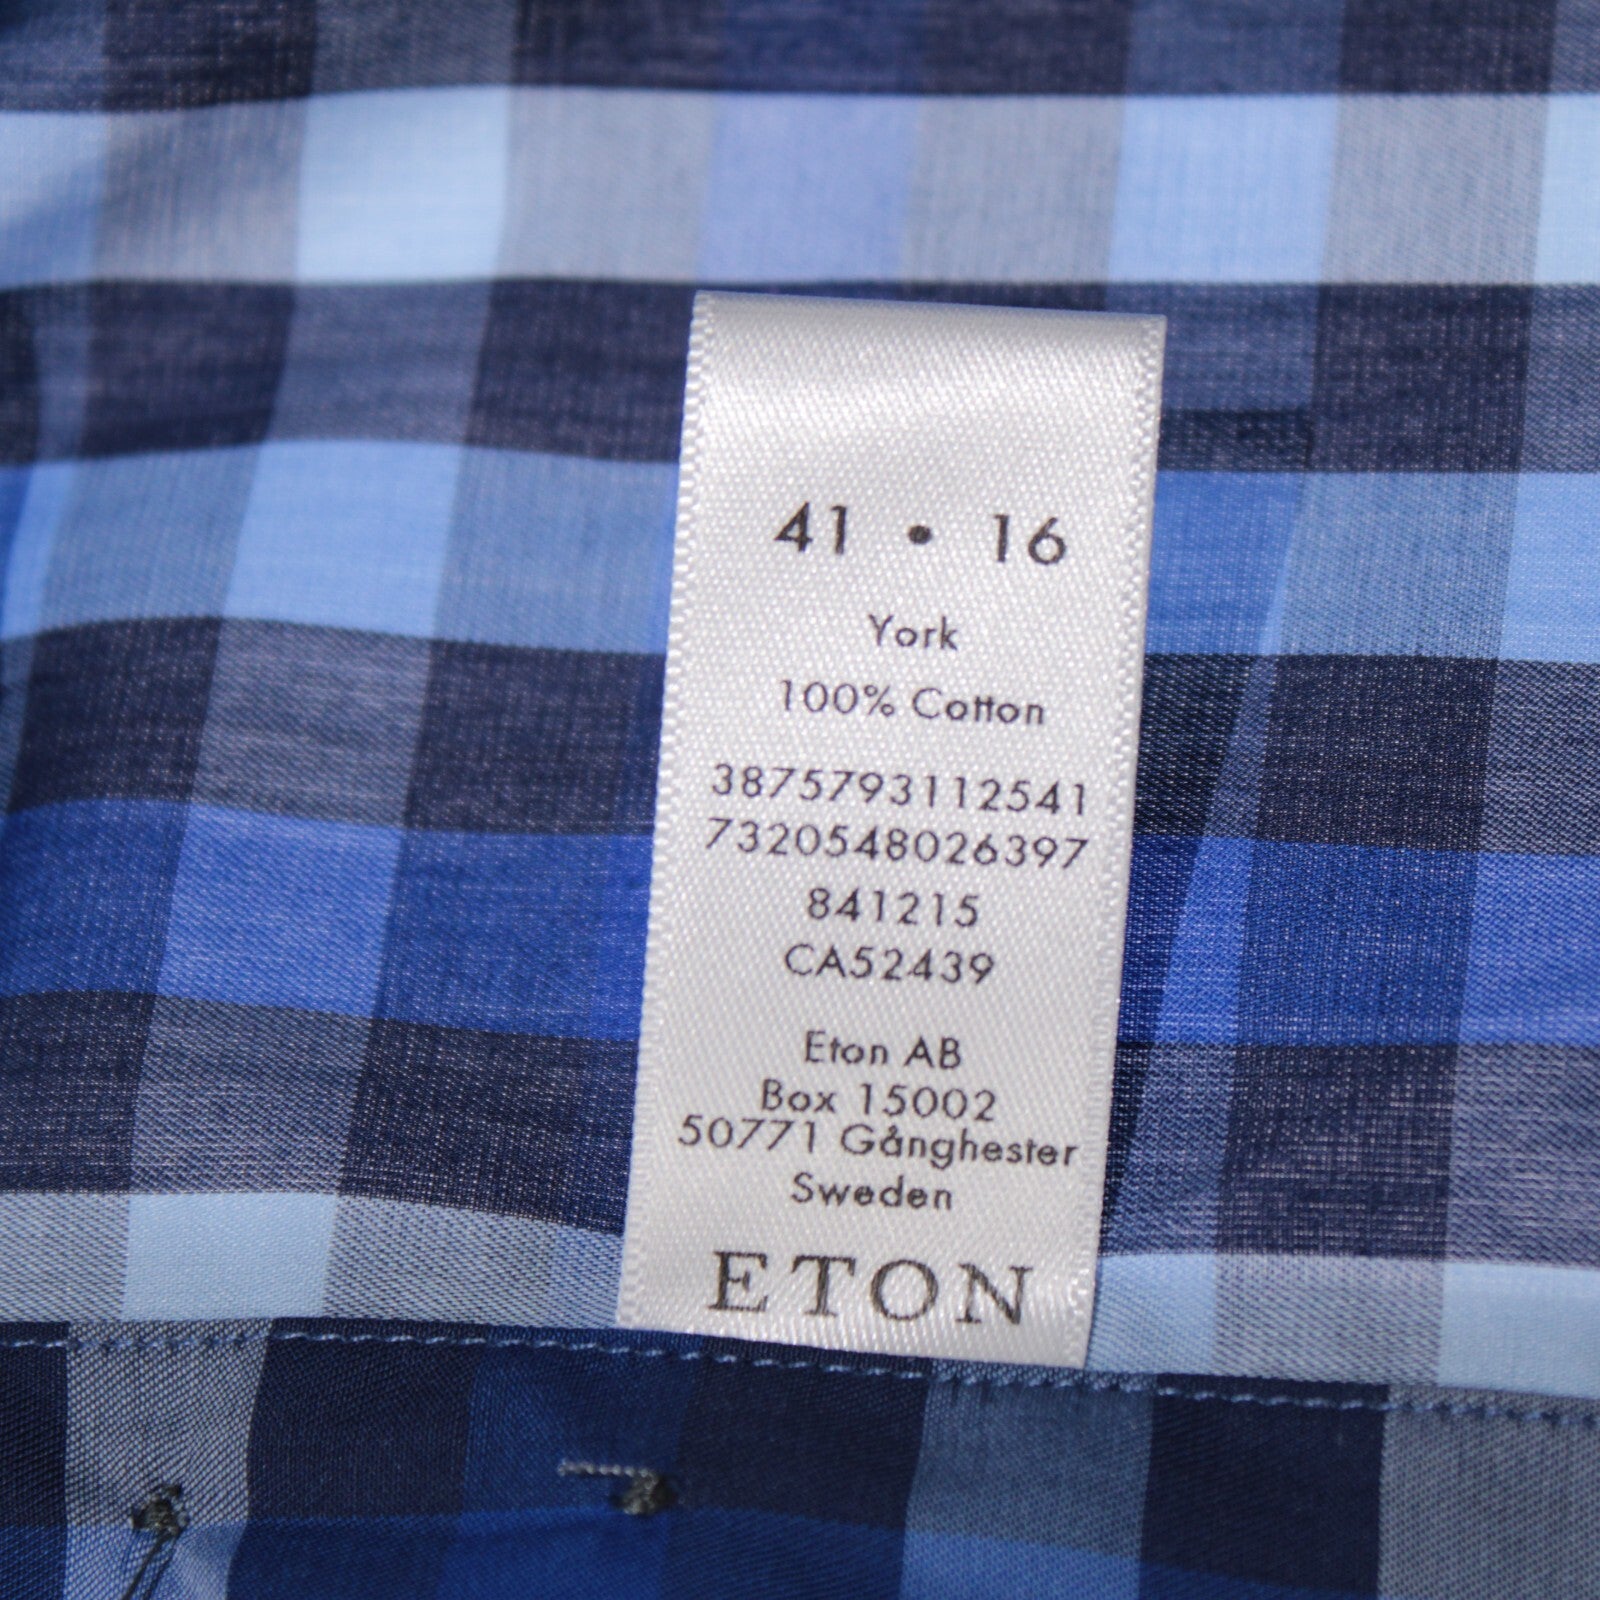 41 • 16
York
100% Cotton
3875793112541
7320548026397
841215
CA52439
Eton AB
Box 15002
50771 Gånghester
Sweden
ETON